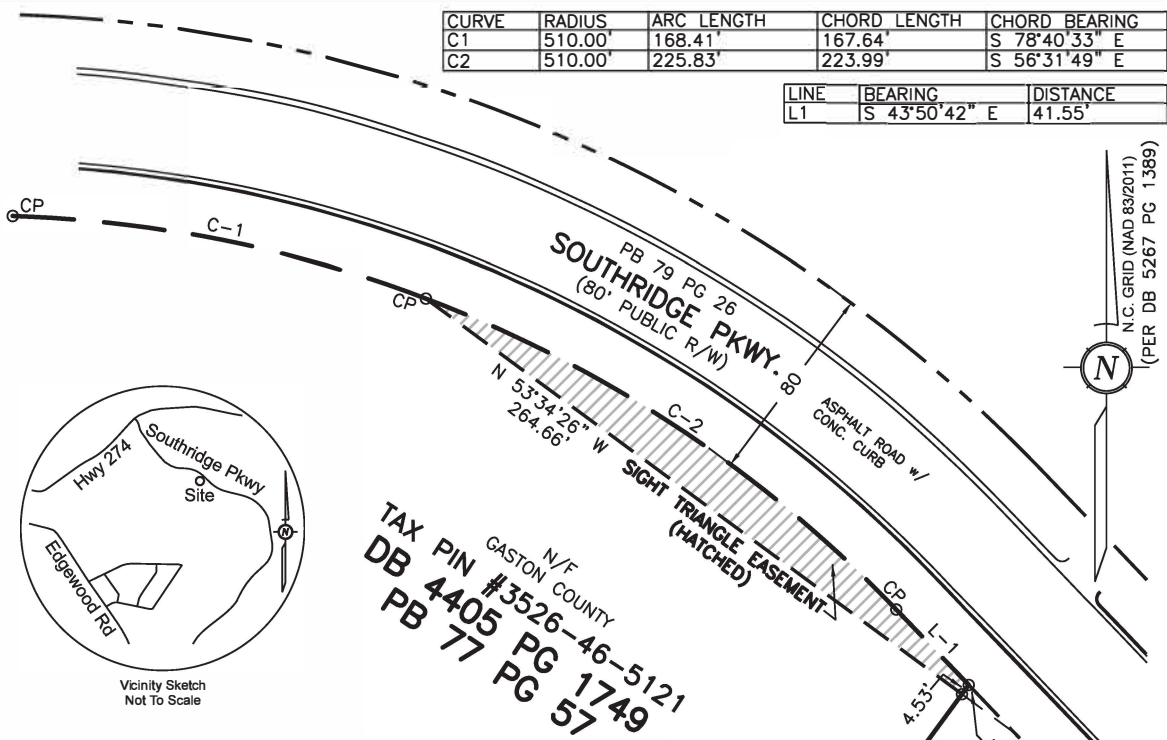 CURVE RADIUS ARC LENGTH CHORD LENGTH CHORD BEARING
C1 510.00' 168.41' 167.64' S 78°40'33" E
C2 510.00' 225.83' 223.99' S 56°31'49" E
LINE BEARING DISTANCE
L1 S 43°50'42" E 41.55'
N.C. GRID (NAD 83/2011)
(PER DB 5267 PG 1389)
N
CP
C-1
CP
PB 79 PG 26
SOUTHRIDGE PKWY.
(80' PUBLIC R/W)
80
ASPHALT ROAD w/
CONC. CURB
C-2
N 53°34'26" W
264.66'
SIGHT TRIANGLE EASEMENT
(HATCHED)
CP
L-1
4.53'
N/F
GASTON COUNTY
TAX PIN #3526-46-5121
DB 4405 PG 1749
PB 77 PG 57
Hwy 274
Southridge Pkwy
Site
N
Edgewood Rd
Vicinity Sketch
Not To Scale